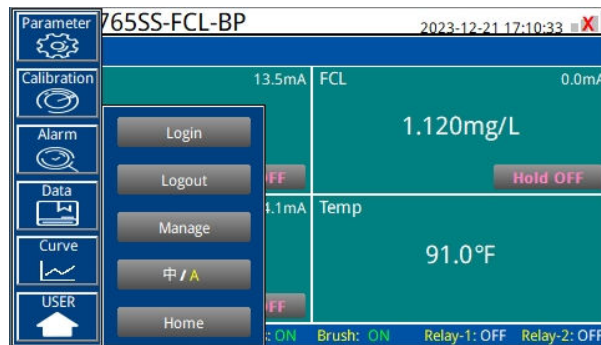 Parameter
765SS-FCL-BP
2023-12-21 17:10:33
Calibration
13.5mA
FCL
0.0mA
1.120mg/L
Alarm
Login
Logout
FF
Hold OFF
Data
4.1mA
Temp
Manage
91.0°F
Curve
中/A
USER
FF
Home
: ON
Brush: ON
Relay-1: OFF
Relay-2: OFF